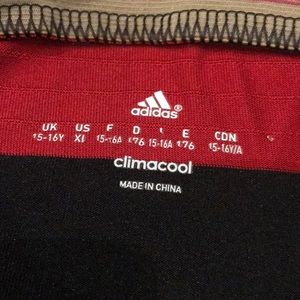 adidas®
UK US F D E CDN
15-16Y XL 15-16A 176 15-16A 176 15-16Y/A
climacool
MADE IN CHINA